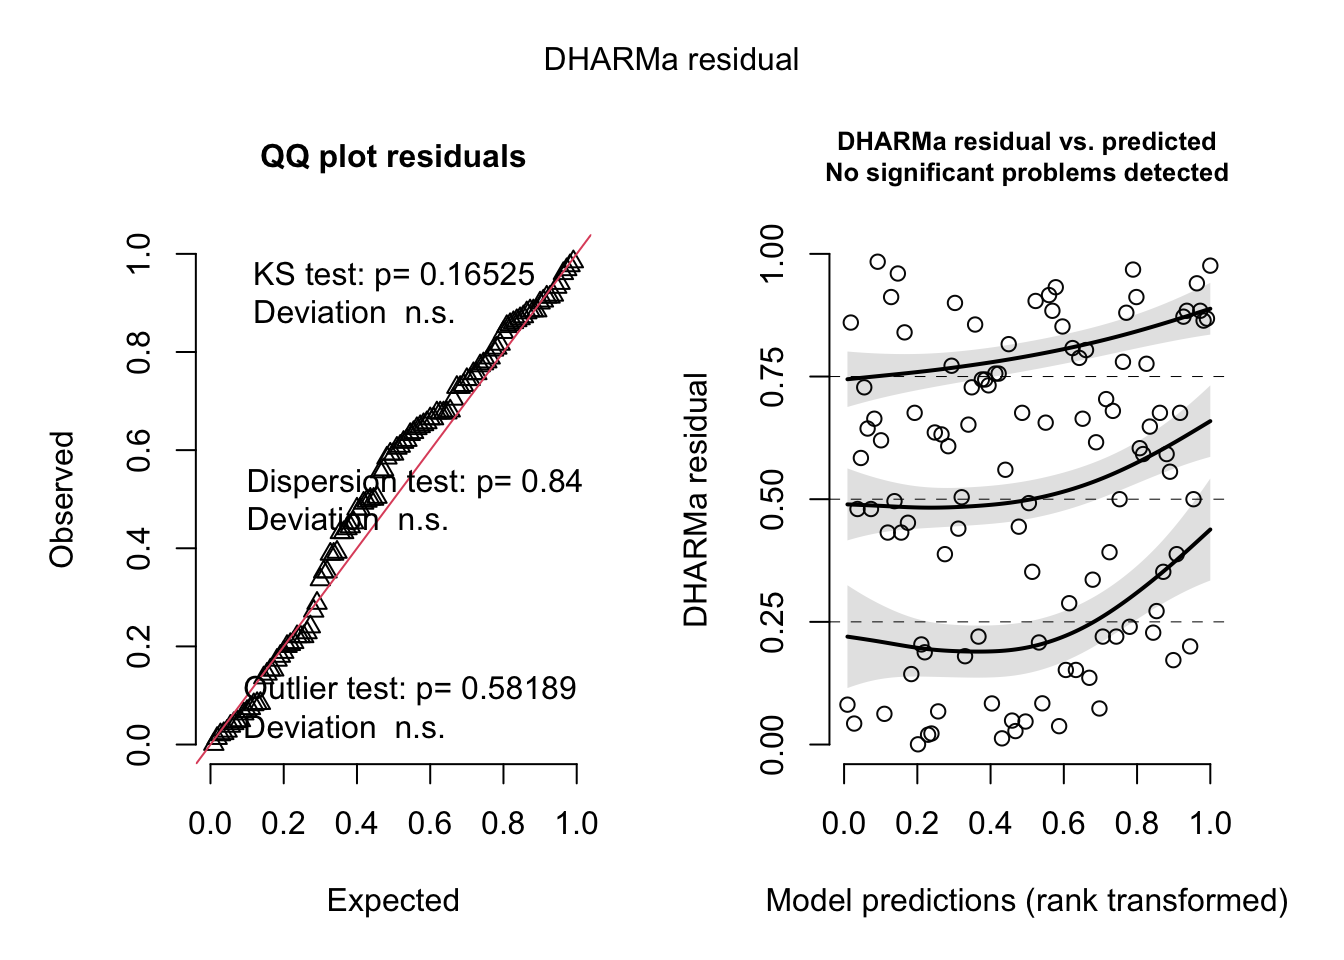 DHARMa residual
QQ plot residuals
KS test: p= 0.16525
Deviation  n.s.
Dispersion test: p= 0.84
Deviation  n.s.
Outlier test: p= 0.58189
Deviation  n.s.
Observed
0.0 0.2 0.4 0.6 0.8 1.0
0.0 0.2 0.4 0.6 0.8 1.0
Expected
DHARMa residual vs. predicted
No significant problems detected
DHARMa residual
0.00 0.25 0.50 0.75 1.00
0.0 0.2 0.4 0.6 0.8 1.0
Model predictions (rank transformed)